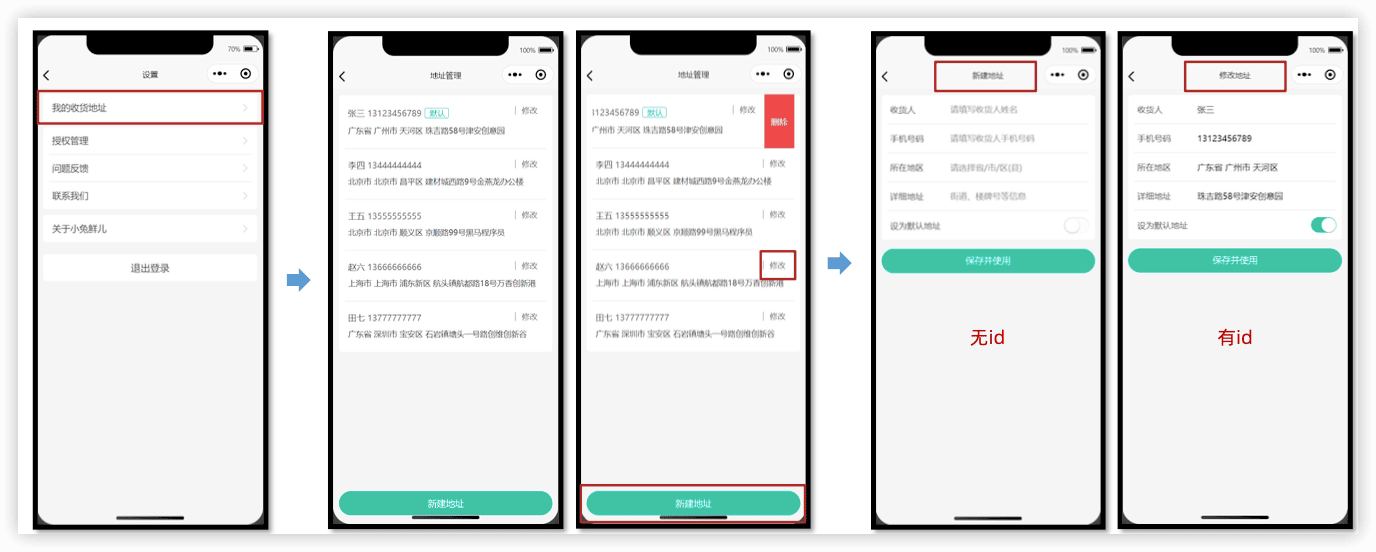 70%
设置
我的收货地址
授权管理
问题反馈
联系我们
关于小兔鲜儿
退出登录
100%
地址管理
张三 13123456789 默认
修改
广东省 广州市 天河区 珠吉路58号津安创意园
李四 13444444444
修改
北京市 北京市 昌平区 建材城西路9号金燕龙办公楼
王五 13555555555
修改
北京市 北京市 顺义区 京顺路99号黑马程序员
赵六 13666666666
修改
上海市 上海市 浦东新区 航头镇航都路18号万香创新港
田七 13777777777
修改
广东省 深圳市 宝安区 石岩镇塘头一号路创维创新谷
新建地址
100%
地址管理
3123456789 默认
修改
删除
广州市 天河区 珠吉路58号津安创意园
李四 13444444444
修改
北京市 北京市 昌平区 建材城西路9号金燕龙办公楼
王五 13555555555
修改
北京市 北京市 顺义区 京顺路99号黑马程序员
赵六 13666666666
修改
上海市 上海市 浦东新区 航头镇航都路18号万香创新港
田七 13777777777
修改
广东省 深圳市 宝安区 石岩镇塘头一号路创维创新谷
新建地址
100%
新建地址
收货人 请填写收货人姓名
手机号码 请填写收货人手机号码
所在地区 请选择省/市/区(县)
详细地址 街道、楼牌号等信息
设为默认地址
保存并使用
无id
100%
修改地址
收货人 张三
手机号码 13123456789
所在地区 广东省 广州市 天河区
详细地址 珠吉路58号津安创意园
设为默认地址
保存并使用
有id